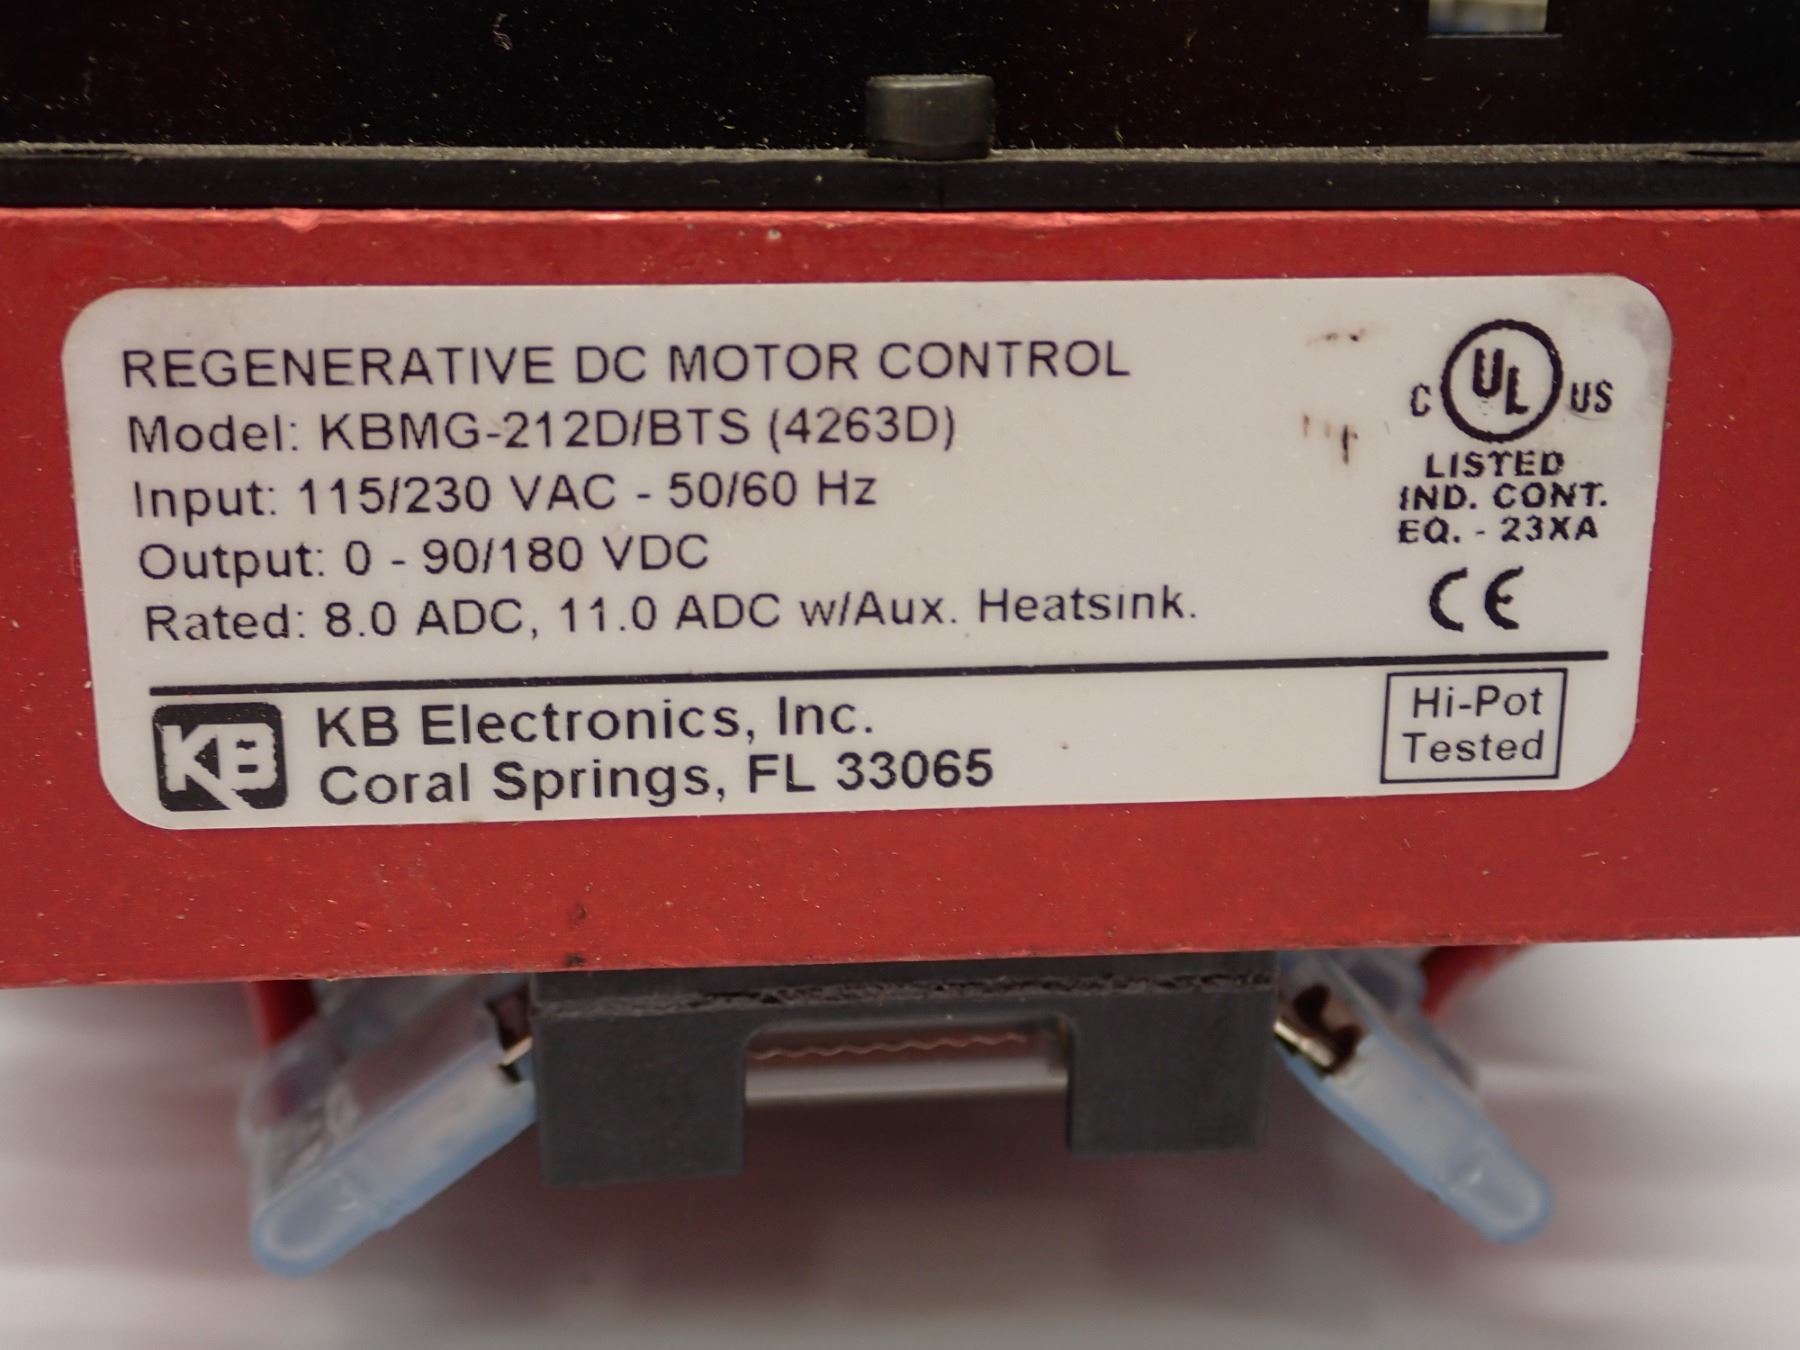 REGENERATIVE DC MOTOR CONTROL
Model: KBMG-212D/BTS (4263D)
Input: 115/230 VAC - 50/60 Hz
Output: 0 - 90/180 VDC
Rated: 8.0 ADC, 11.0 ADC w/Aux. Heatsink.
C UL US
LISTED
IND. CONT.
EQ. - 23XA
CE
KB
KB Electronics, Inc.
Coral Springs, FL 33065
Hi-Pot
Tested